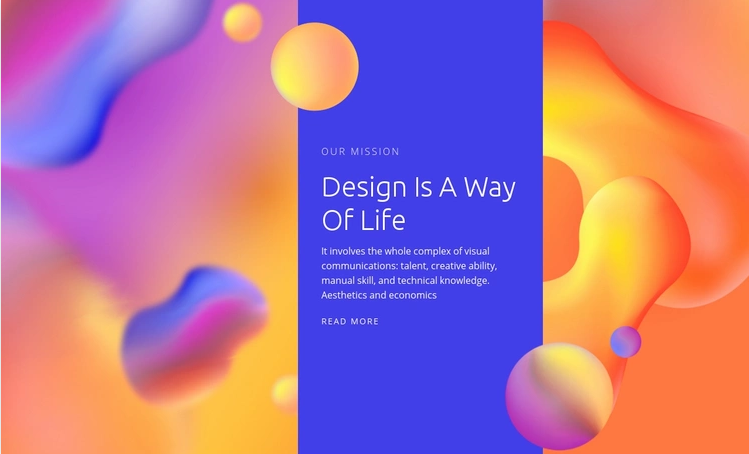 OUR MISSION
Design Is A Way
Of Life
It involves the whole complex of visual
communications: talent, creative ability,
manual skill, and technical knowledge.
Aesthetics and economics
READ MORE